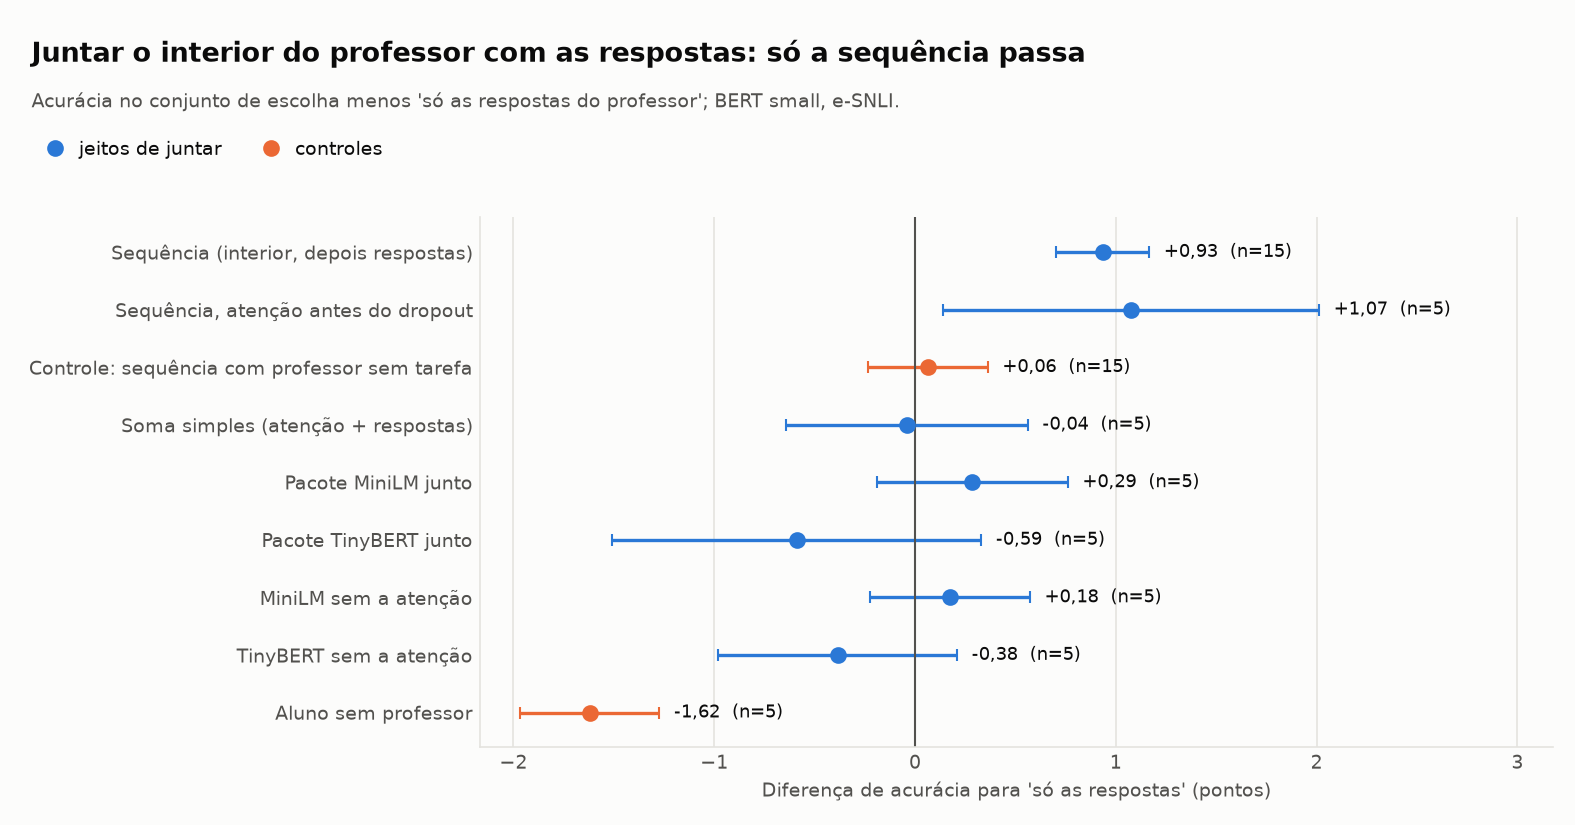 Juntar o interior do professor com as respostas: só a sequência passa
Acurácia no conjunto de escolha menos 'só as respostas do professor'; BERT small, e-SNLI.
jeitos de juntar controles
Sequência (interior, depois respostas) +0,93 (n=15)
Sequência, atenção antes do dropout +1,07 (n=5)
Controle: sequência com professor sem tarefa +0,06 (n=15)
Soma simples (atenção + respostas) -0,04 (n=5)
Pacote MiniLM junto +0,29 (n=5)
Pacote TinyBERT junto -0,59 (n=5)
MiniLM sem a atenção +0,18 (n=5)
TinyBERT sem a atenção -0,38 (n=5)
Aluno sem professor -1,62 (n=5)
−2 −1 0 1 2 3
Diferença de acurácia para 'só as respostas' (pontos)